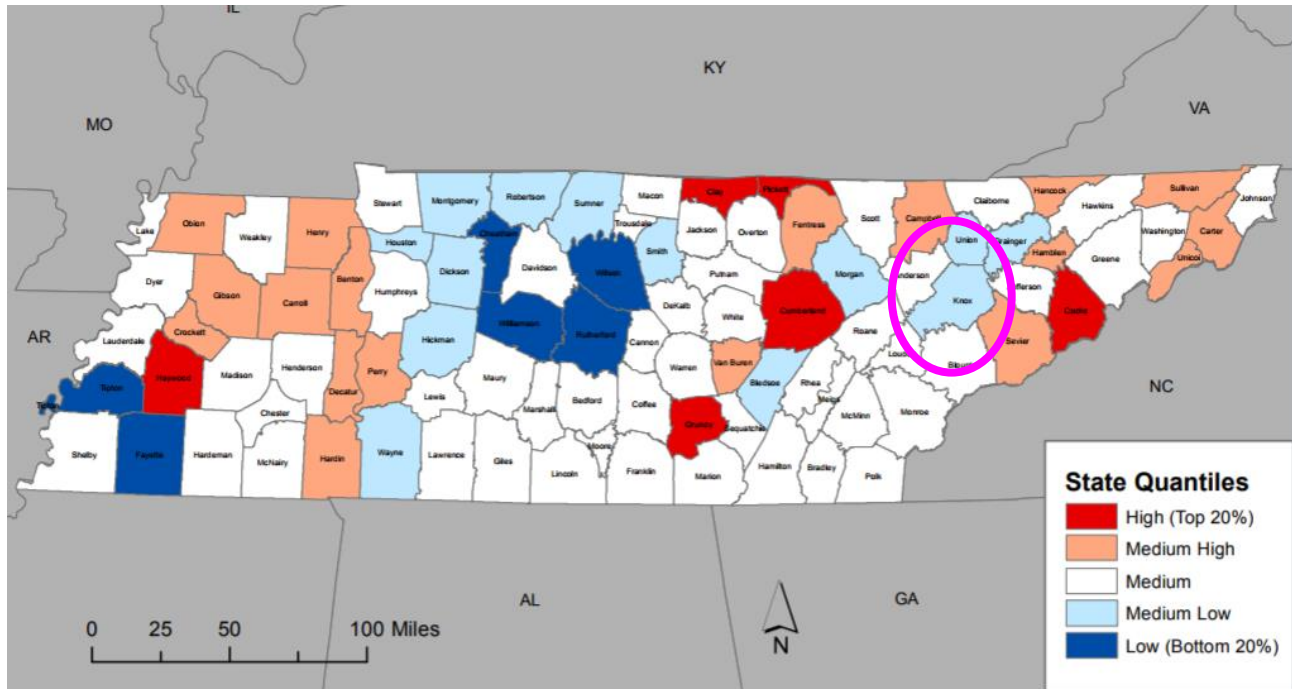 IL
KY
VA
MO
AR
NC
AL
GA
Stewart
Montgomery
Robertson
Sumner
Macon
Clay
Pickett
Hancock
Sullivan
Johnson
Claiborne
Hawkins
Carter
Lake
Obion
Weakley
Henry
Houston
Cheatham
Trousdale
Smith
Jackson
Overton
Fentress
Scott
Campbell
Union
Grainger
Hamblen
Washington
Unicoi
Greene
Dyer
Gibson
Carroll
Benton
Humphreys
Dickson
Davidson
Wilson
Putnam
Morgan
Anderson
Knox
Jefferson
Cocke
Crockett
Lauderdale
Haywood
Madison
Henderson
Decatur
Perry
Hickman
Williamson
Rutherford
DeKalb
White
Cumberland
Roane
Loudon
Blount
Sevier
Tipton
Tipton
Chester
Lewis
Maury
Marshall
Bedford
Cannon
Coffee
Warren
Van Buren
Bledsoe
Rhea
Meigs
McMinn
Monroe
Shelby
Fayette
Hardeman
McNairy
Hardin
Wayne
Lawrence
Giles
Lincoln
Moore
Franklin
Grundy
Sequatchie
Marion
Hamilton
Bradley
Polk
0 25 50 100 Miles
N
State Quantiles
High (Top 20%)
Medium High
Medium
Medium Low
Low (Bottom 20%)